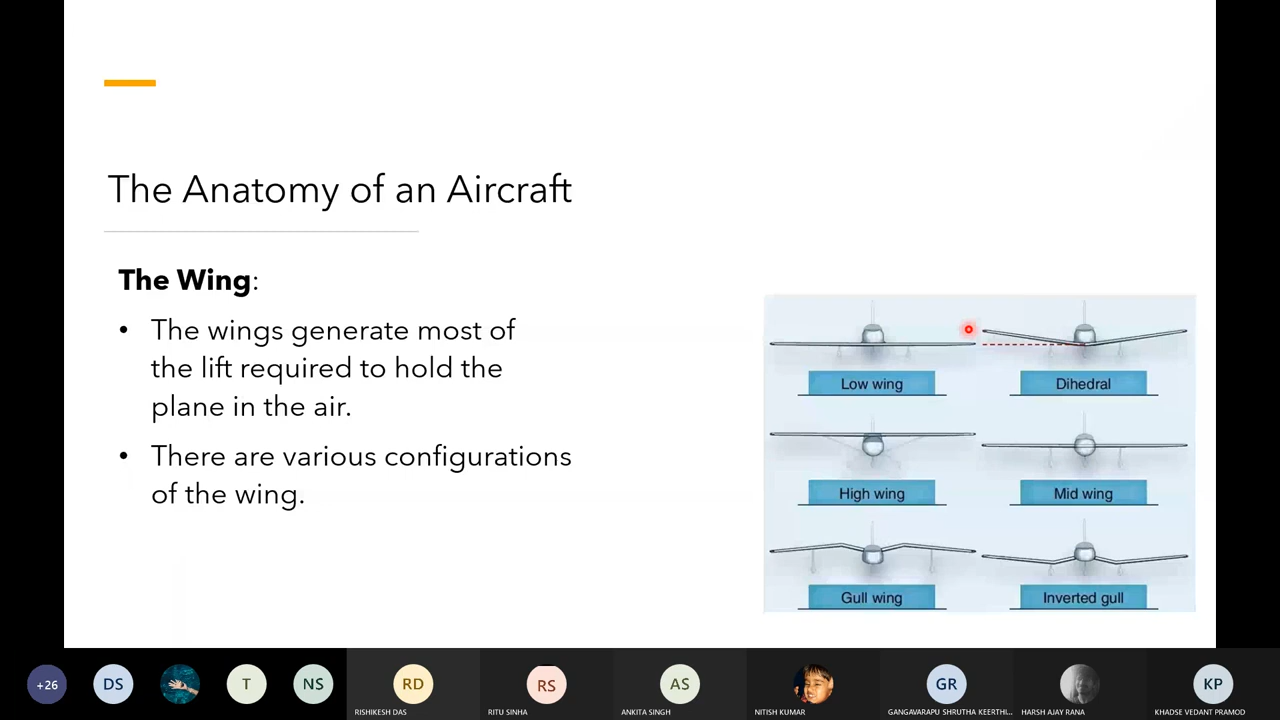 The Anatomy of an Aircraft
The Wing:
• The wings generate most of
the lift required to hold the
plane in the air.
• There are various configurations
of the wing.
Low wing
Dihedral
High wing
Mid wing
Gull wing
Inverted gull
+26
DS
T
NS
RD
RS
AS
GR
KP
RISHIKESH DAS
RITU SINHA
ANKITA SINGH
NITISH KUMAR
GANGAVARAPU SHRUTHA KEERTHI...
HARSH AJAY RANA
KHADSE VEDANT PRAMOD